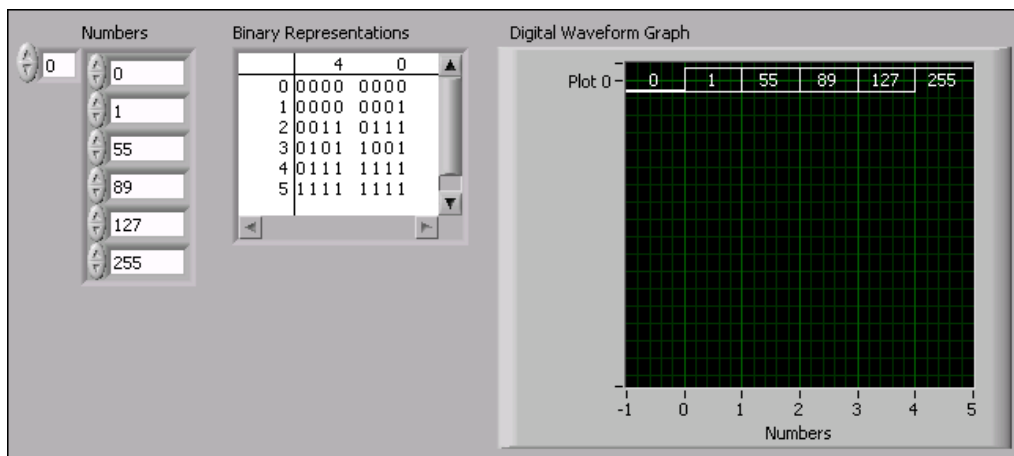 Numbers
0
0
1
55
89
127
255
Binary Representations
4 0
0 0000 0000
1 0000 0001
2 0011 0111
3 0101 1001
4 0111 1111
5 1111 1111
Digital Waveform Graph
Plot 0
0 1 55 89 127 255
-1 0 1 2 3 4 5
Numbers